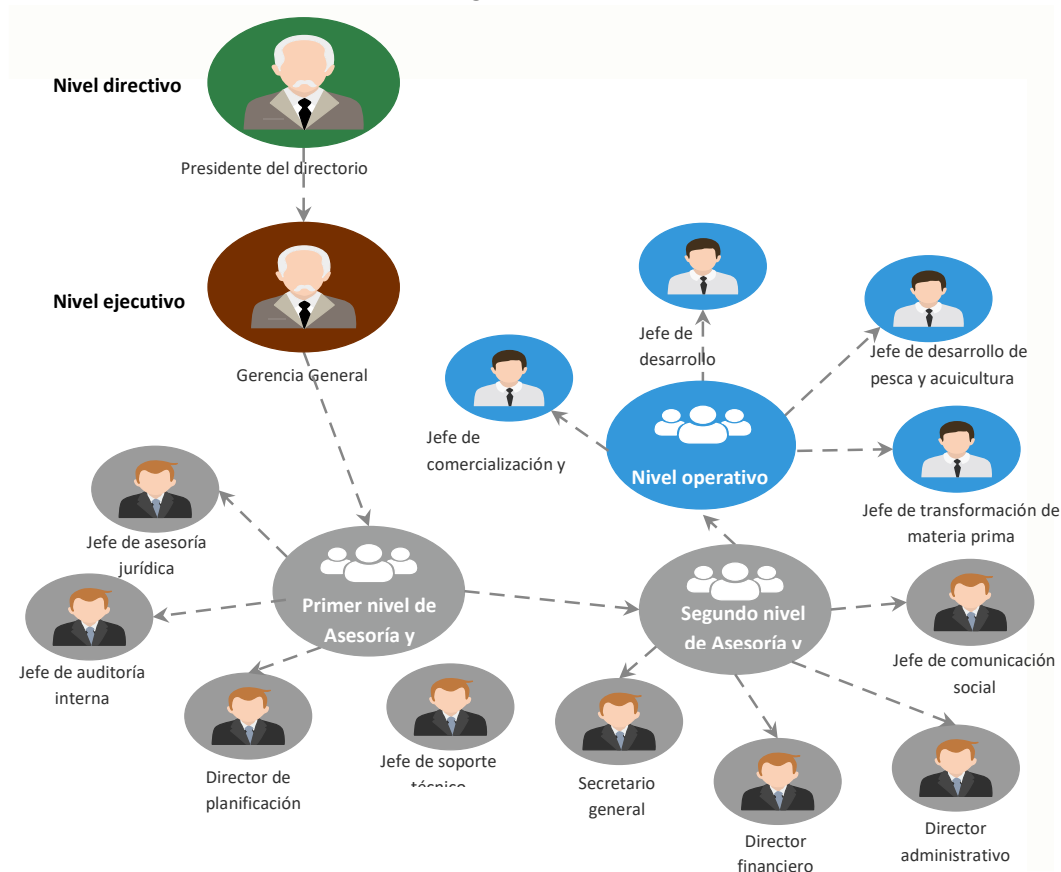 Nivel directivo
Presidente del directorio
Nivel ejecutivo
Gerencia General
Jefe de
desarrollo
Jefe de desarrollo de
pesca y acuicultura
Jefe de
comercialización y
Nivel operativo
Jefe de transformación de
materia prima
Jefe de asesoría
jurídica
Primer nivel de
Asesoría y
Segundo nivel
de Asesoría y
Jefe de auditoría
interna
Jefe de comunicación
social
Director de
planificación
Jefe de soporte
técnico
Secretario
general
Director
financiero
Director
administrativo